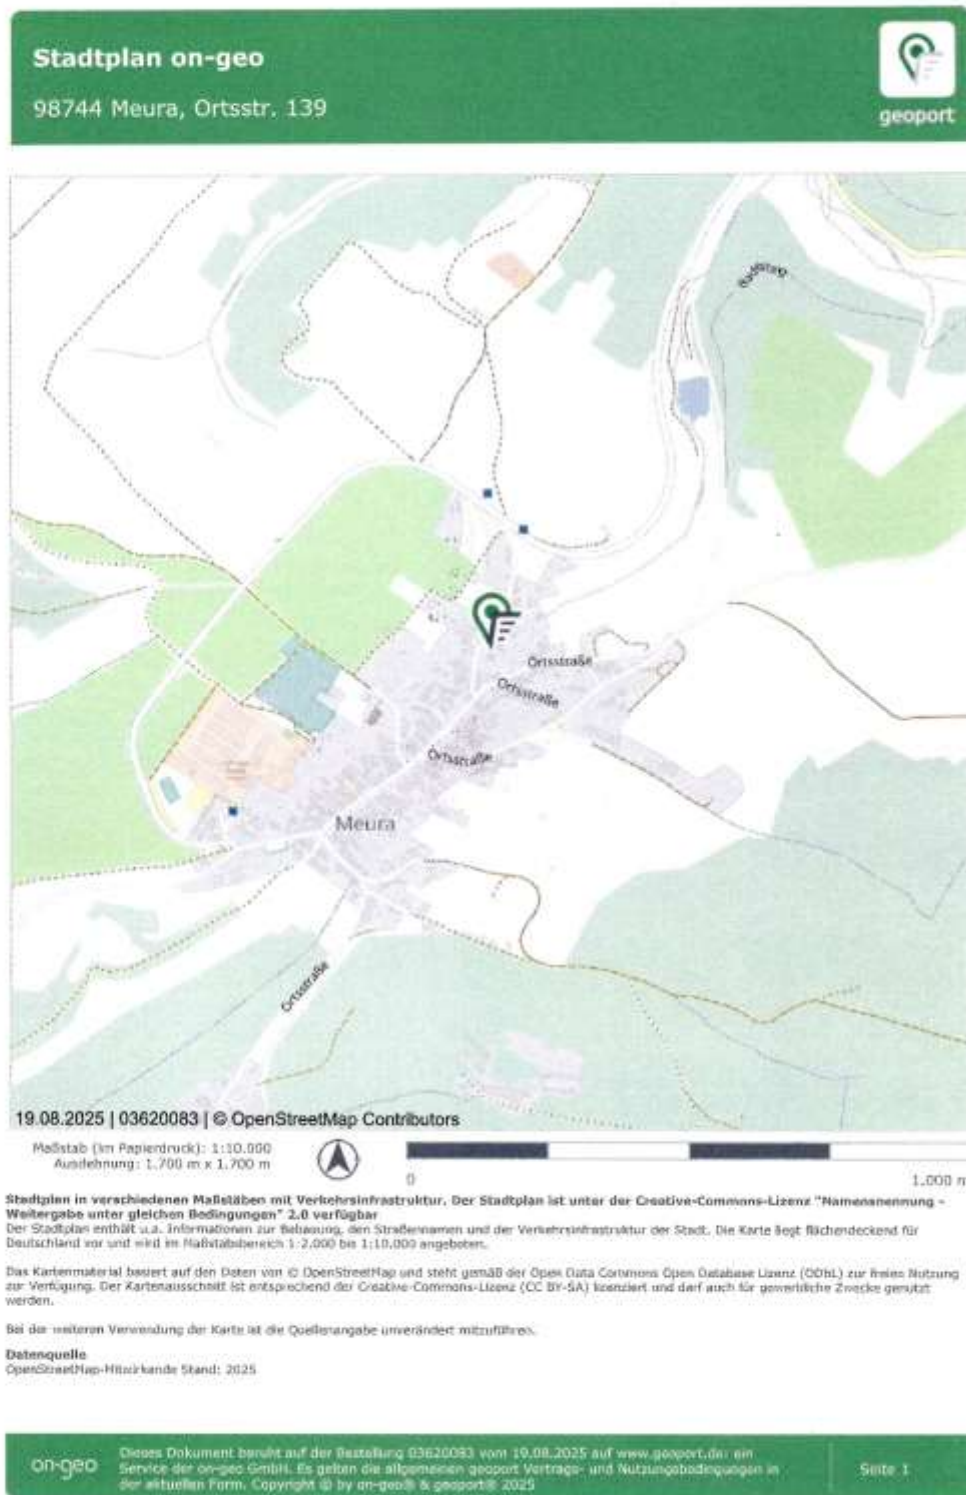 Stadtplan on-geo
98744 Meura, Ortsstr. 139
geoport
Radlsteig
Ortsstraße
Ortsstraße
Ortsstraße
Meura
Ortsstraße
19.08.2025 | 03620083 | © OpenStreetMap Contributors
Maßstab (im Papierdruck): 1:10.000
Ausdehnung: 1.700 m x 1.700 m
0
1.000 m
Stadtplan in verschiedenen Maßstäben mit Verkehrsinfrastruktur. Der Stadtplan ist unter der Creative-Commons-Lizenz "Namensnennung -
Weitergabe unter gleichen Bedingungen" 2.0 verfügbar
Der Stadtplan enthält u.a. Informationen zur Bebauung, den Straßennamen und der Verkehrsinfrastruktur der Stadt. Die Karte liegt flächendeckend für
Deutschland vor und wird im Maßstabsbereich 1:2.000 bis 1:10.000 angeboten.
Das Kartenmaterial basiert auf den Daten von © OpenStreetMap und steht gemäß der Open Data Commons Open Database Lizenz (ODbL) zur freien Nutzung
zur Verfügung. Der Kartenausschnitt ist entsprechend der Creative-Commons-Lizenz (CC BY-SA) lizenziert und darf auch für gewerbliche Zwecke genutzt
werden.
Bei der weiteren Verwendung der Karte ist die Quellenangabe unverändert mitzuführen.
Datenquelle
OpenStreetMap-Mitwirkende Stand: 2025
on-geo
Dieses Dokument beruht auf der Bestellung 03620083 vom 19.08.2025 auf www.geoport.de: ein
Service der on-geo GmbH. Es gelten die allgemeinen geoport Vertrags- und Nutzungsbedingungen in
der aktuellen Form. Copyright © by on-geo® & geoport® 2025
Seite 1